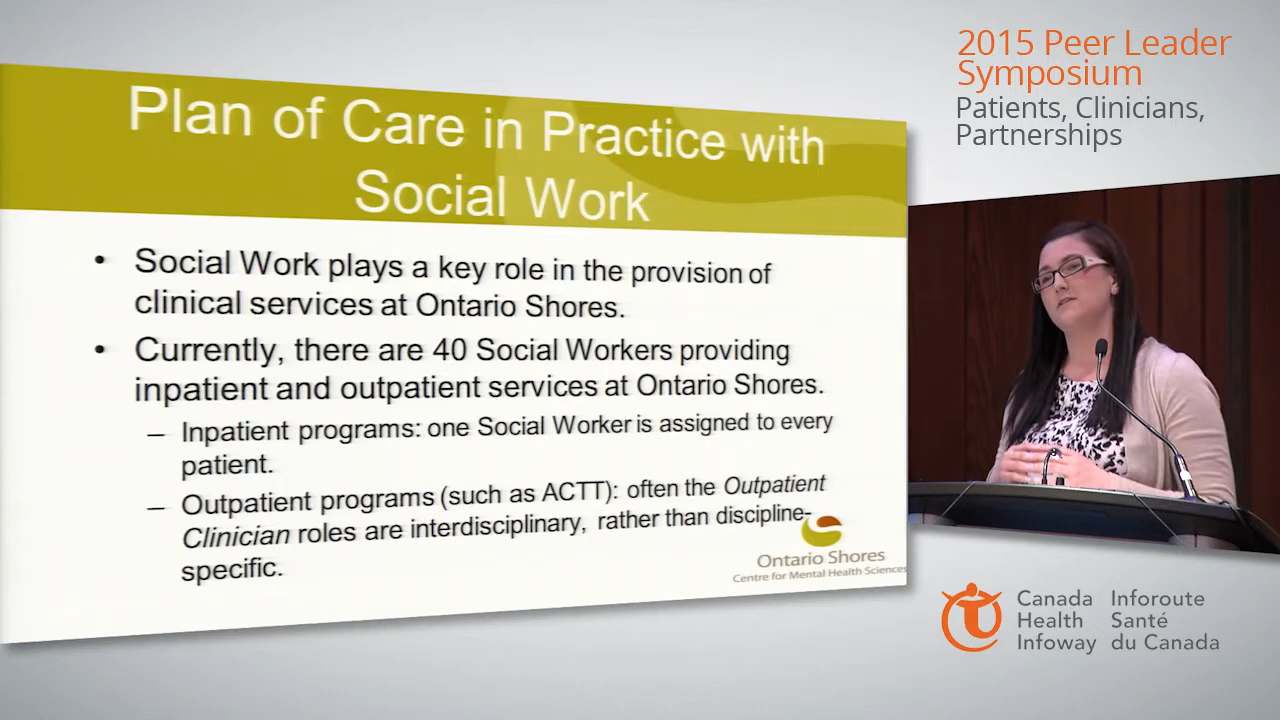 Plan of Care in Practice with
Social Work
• Social Work plays a key role in the provision of
clinical services at Ontario Shores.
• Currently, there are 40 Social Workers providing
inpatient and outpatient services at Ontario Shores.
– Inpatient programs: one Social Worker is assigned to every
patient.
– Outpatient programs (such as ACTT): often the Outpatient
Clinician roles are interdisciplinary, rather than discipline-
specific.
Ontario Shores
Centre for Mental Health Sciences
2015 Peer Leader
Symposium
Patients, Clinicians,
Partnerships
Canada Health Infoway
Inforoute Santé du Canada